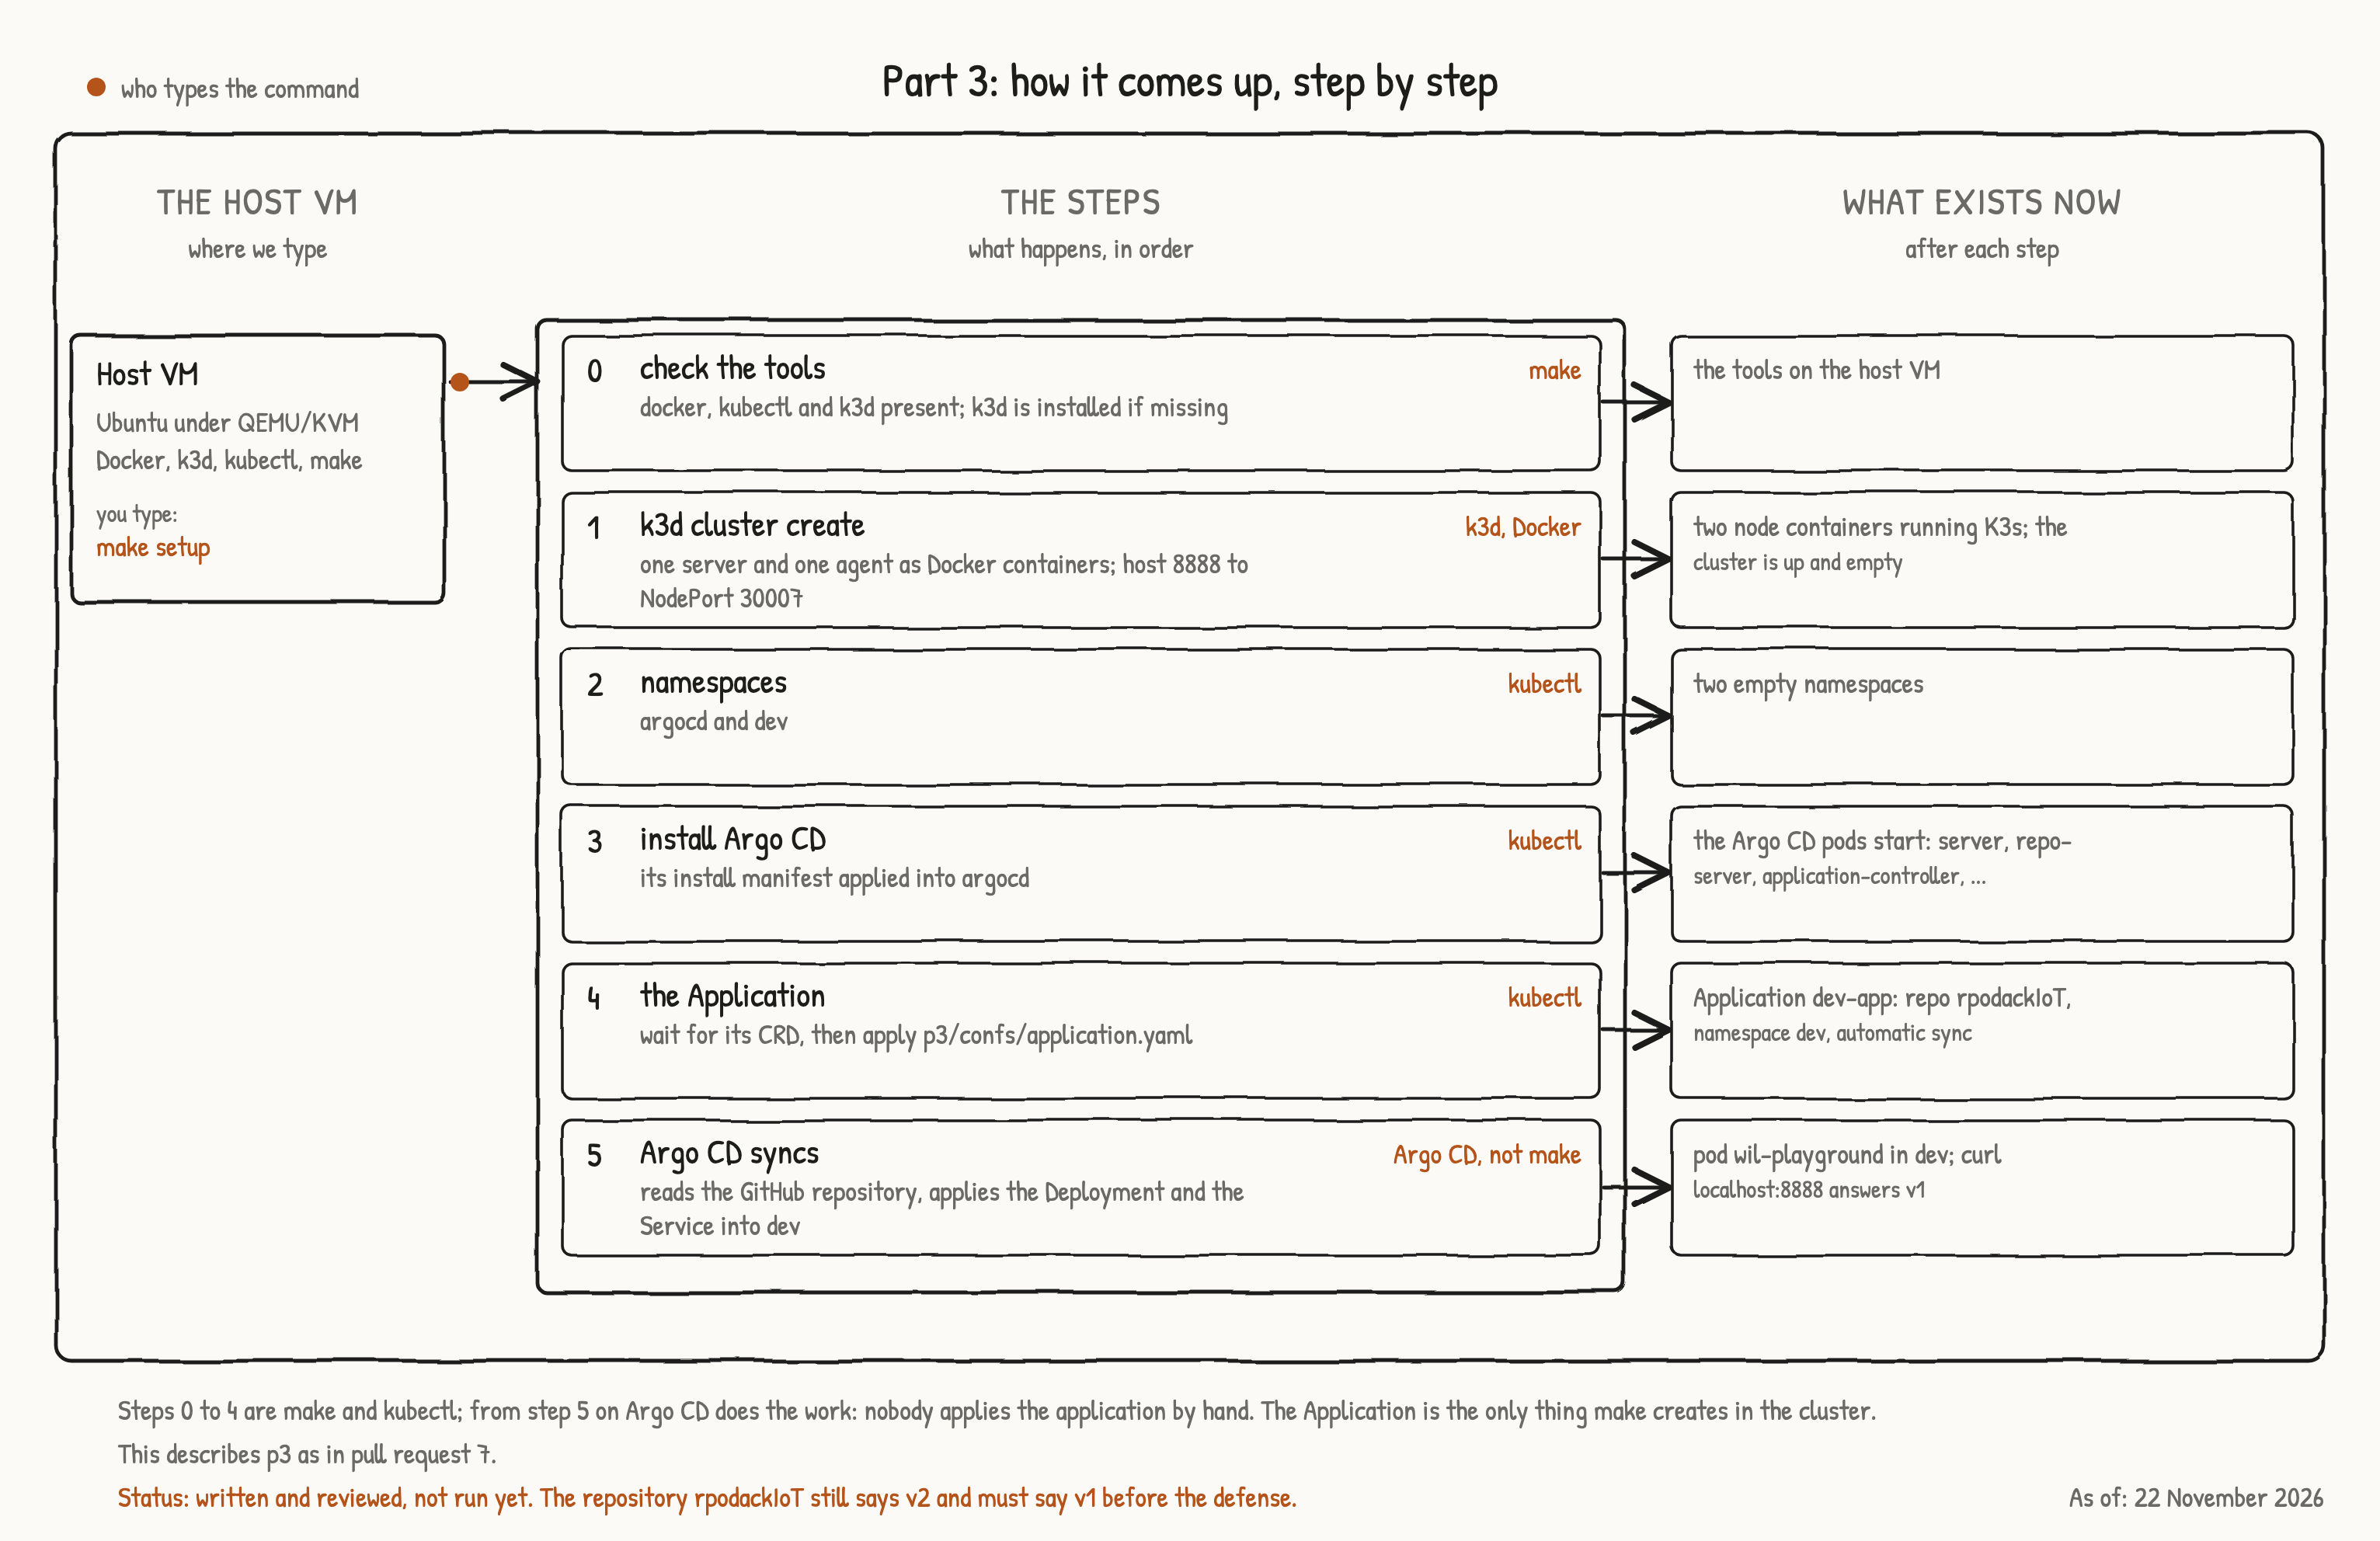 who types the command
Part 3: how it comes up, step by step
THE HOST VM
where we type
THE STEPS
what happens, in order
WHAT EXISTS NOW
after each step
Host VM
Ubuntu under QEMU/KVM
Docker, k3d, kubectl, make
you type:
make setup
0 check the tools make
docker, kubectl and k3d present; k3d is installed if missing
the tools on the host VM
1 k3d cluster create k3d, Docker
one server and one agent as Docker containers; host 8888 to
NodePort 30007
two node containers running K3s; the
cluster is up and empty
2 namespaces kubectl
argocd and dev
two empty namespaces
3 install Argo CD kubectl
its install manifest applied into argocd
the Argo CD pods start: server, repo-
server, application-controller, ...
4 the Application kubectl
wait for its CRD, then apply p3/confs/application.yaml
Application dev-app: repo rpodackIoT,
namespace dev, automatic sync
5 Argo CD syncs Argo CD, not make
reads the GitHub repository, applies the Deployment and the
Service into dev
pod wil-playground in dev; curl
localhost:8888 answers v1
Steps 0 to 4 are make and kubectl; from step 5 on Argo CD does the work: nobody applies the application by hand. The Application is the only thing make creates in the cluster.
This describes p3 as in pull request 7.
Status: written and reviewed, not run yet. The repository rpodackIoT still says v2 and must say v1 before the defense.
As of: 22 November 2026